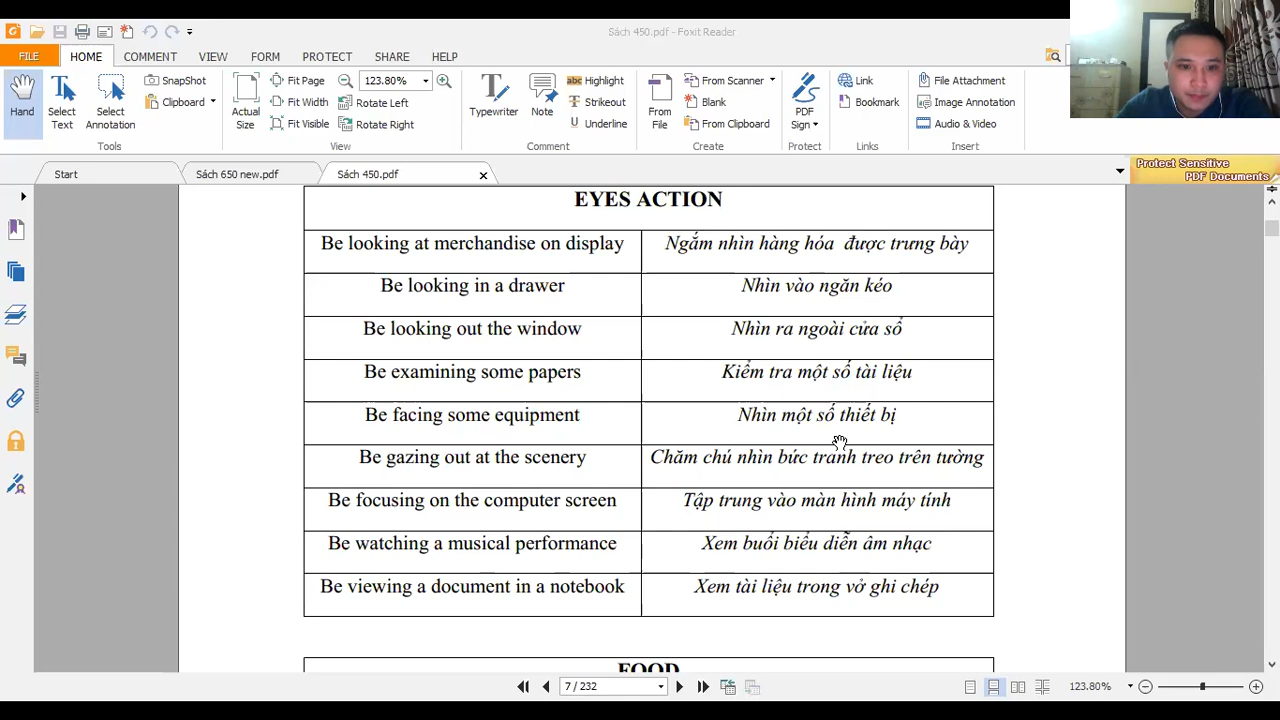 Sách 450.pdf - Foxit Reader
FILE HOME COMMENT VIEW FORM PROTECT SHARE HELP
Hand
Select Text
Select Annotation
SnapShot
Clipboard
Tools
Actual Size
Fit Page
Fit Width
Fit Visible
123.80%
Rotate Left
Rotate Right
View
Typewriter
Note
abc Highlight
Strikeout
U Underline
Comment
From File
From Scanner
Blank
From Clipboard
Create
PDF Sign
Protect
Link
Bookmark
Links
File Attachment
Image Annotation
Audio & Video
Insert
Start
Sách 650 new.pdf
Sách 450.pdf
Protect Sensitive
PDF Documents
EYES ACTION
Be looking at merchandise on display Ngắm nhìn hàng hóa được trưng bày
Be looking in a drawer Nhìn vào ngăn kéo
Be looking out the window Nhìn ra ngoài cửa sổ
Be examining some papers Kiểm tra một số tài liệu
Be facing some equipment Nhìn một số thiết bị
Be gazing out at the scenery Chăm chú nhìn bức tranh treo trên tường
Be focusing on the computer screen Tập trung vào màn hình máy tính
Be watching a musical performance Xem buổi biểu diễn âm nhạc
Be viewing a document in a notebook Xem tài liệu trong vở ghi chép
FOOD
7 / 232
123.80%